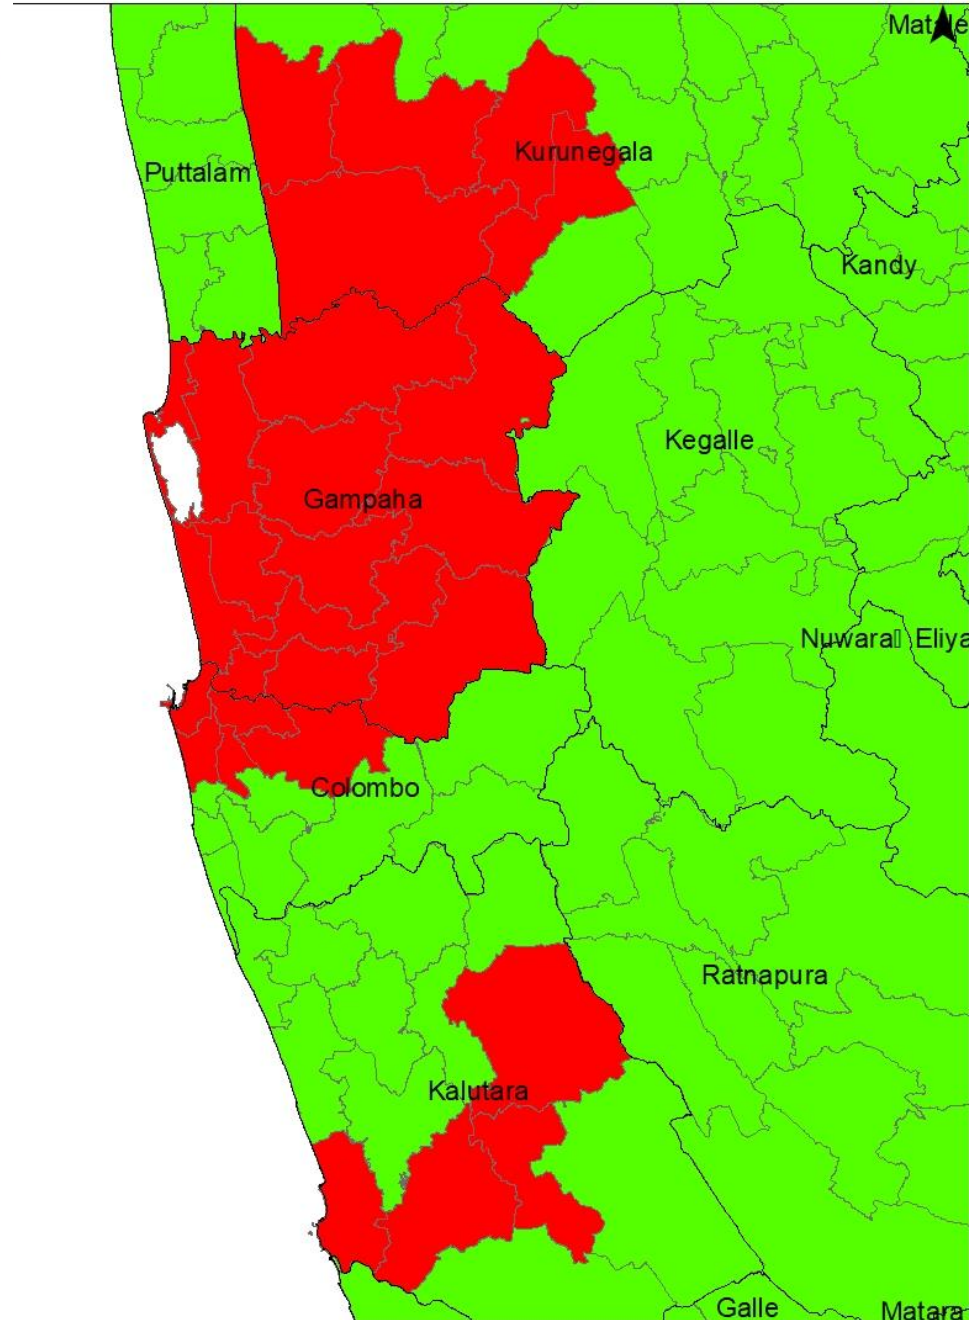 Matale
Kurunegala
Puttalam
Kandy
Kegalle
Gampaha
Nuwara▯ Eliya
Colombo
Ratnapura
Kalutara
Galle
Matara